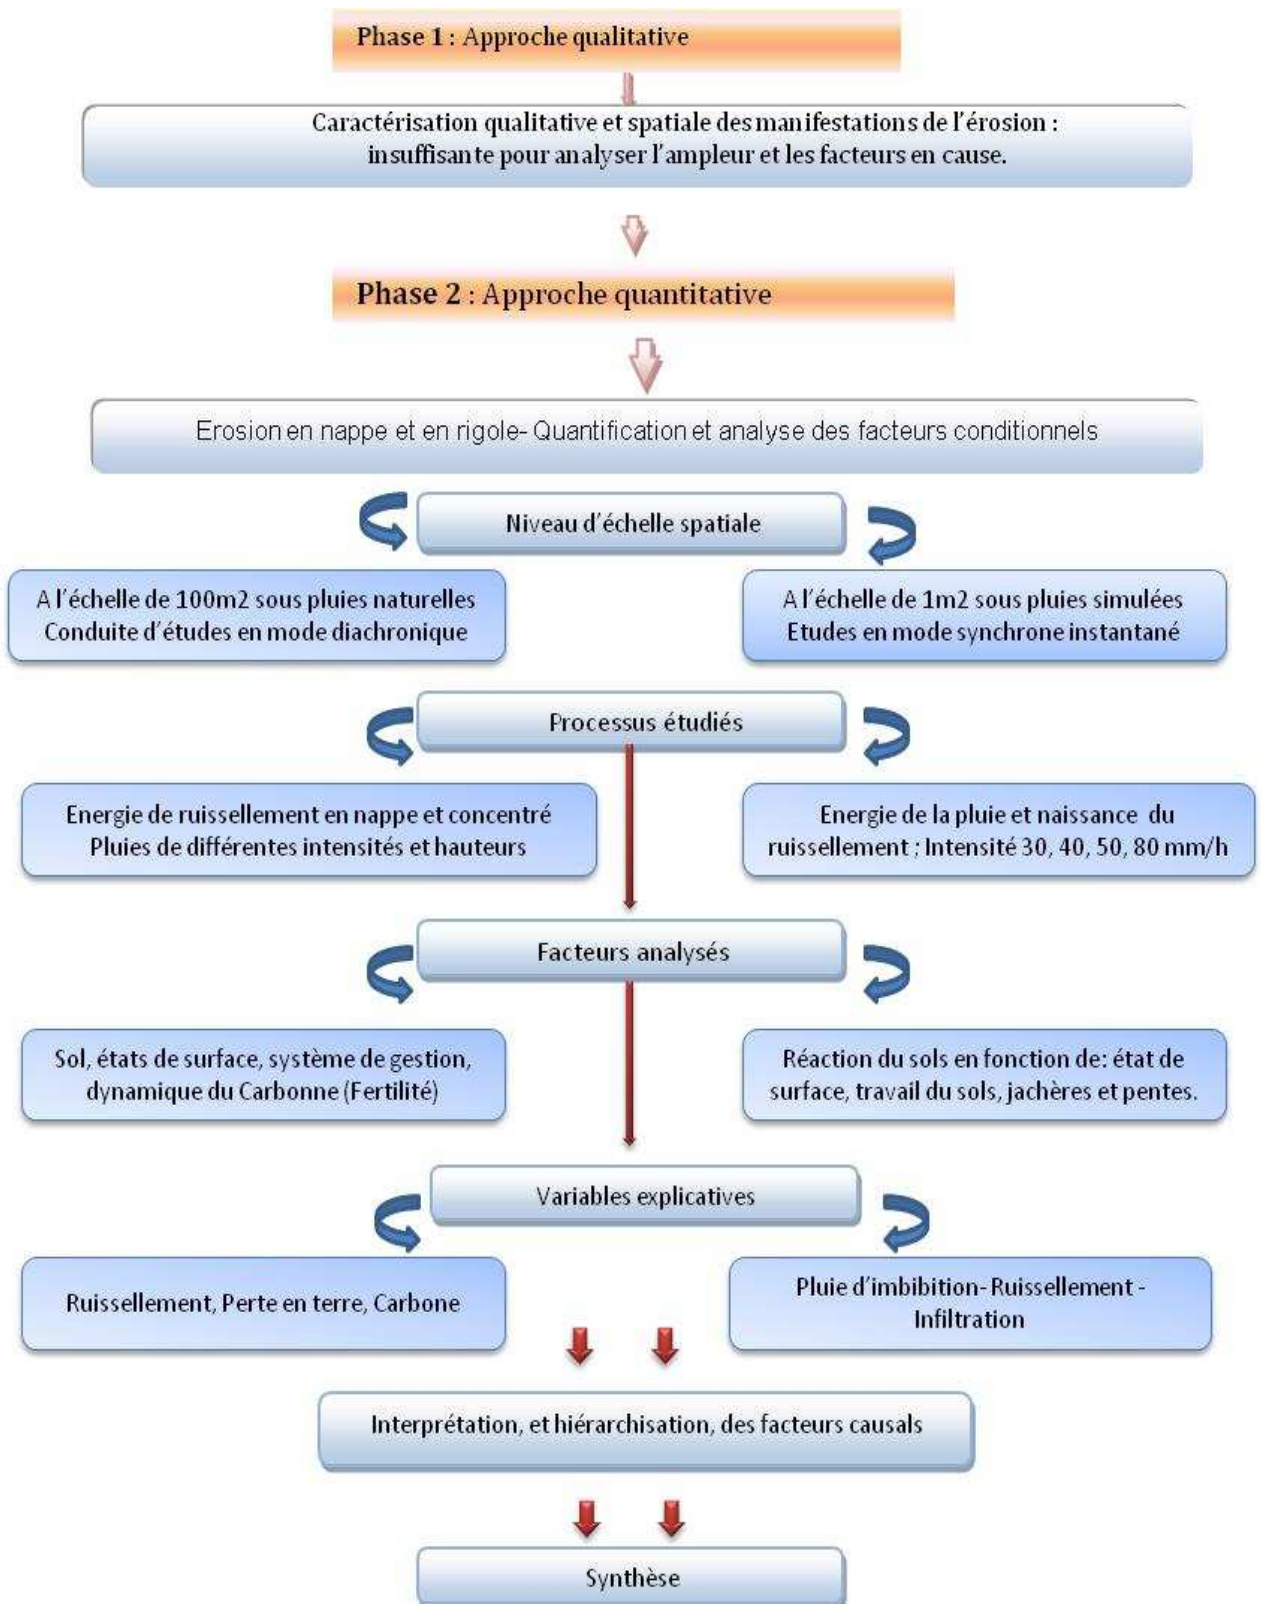 Phase 1 : Approche qualitative
Caractérisation qualitative et spatiale des manifestations de l'érosion :
insuffisante pour analyser l'ampleur et les facteurs en cause.
Phase 2 : Approche quantitative
Erosion en nappe et en rigole- Quantification et analyse des facteurs conditionnels
Niveau d'échelle spatiale
A l'échelle de 100m2 sous pluies naturelles
Conduite d'études en mode diachronique
A l'échelle de 1m2 sous pluies simulées
Etudes en mode synchrone instantané
Processus étudiés
Energie de ruissellement en nappe et concentré
Pluies de différentes intensités et hauteurs
Energie de la pluie et naissance du
ruissellement ; Intensité 30, 40, 50, 80 mm/h
Facteurs analysés
Sol, états de surface, système de gestion,
dynamique du Carbonne (Fertilité)
Réaction du sols en fonction de: état de
surface, travail du sols, jachères et pentes.
Variables explicatives
Ruissellement, Perte en terre, Carbone
Pluie d'imbibition- Ruissellement -
Infiltration
Interprétation, et hiérarchisation, des facteurs causals
Synthèse